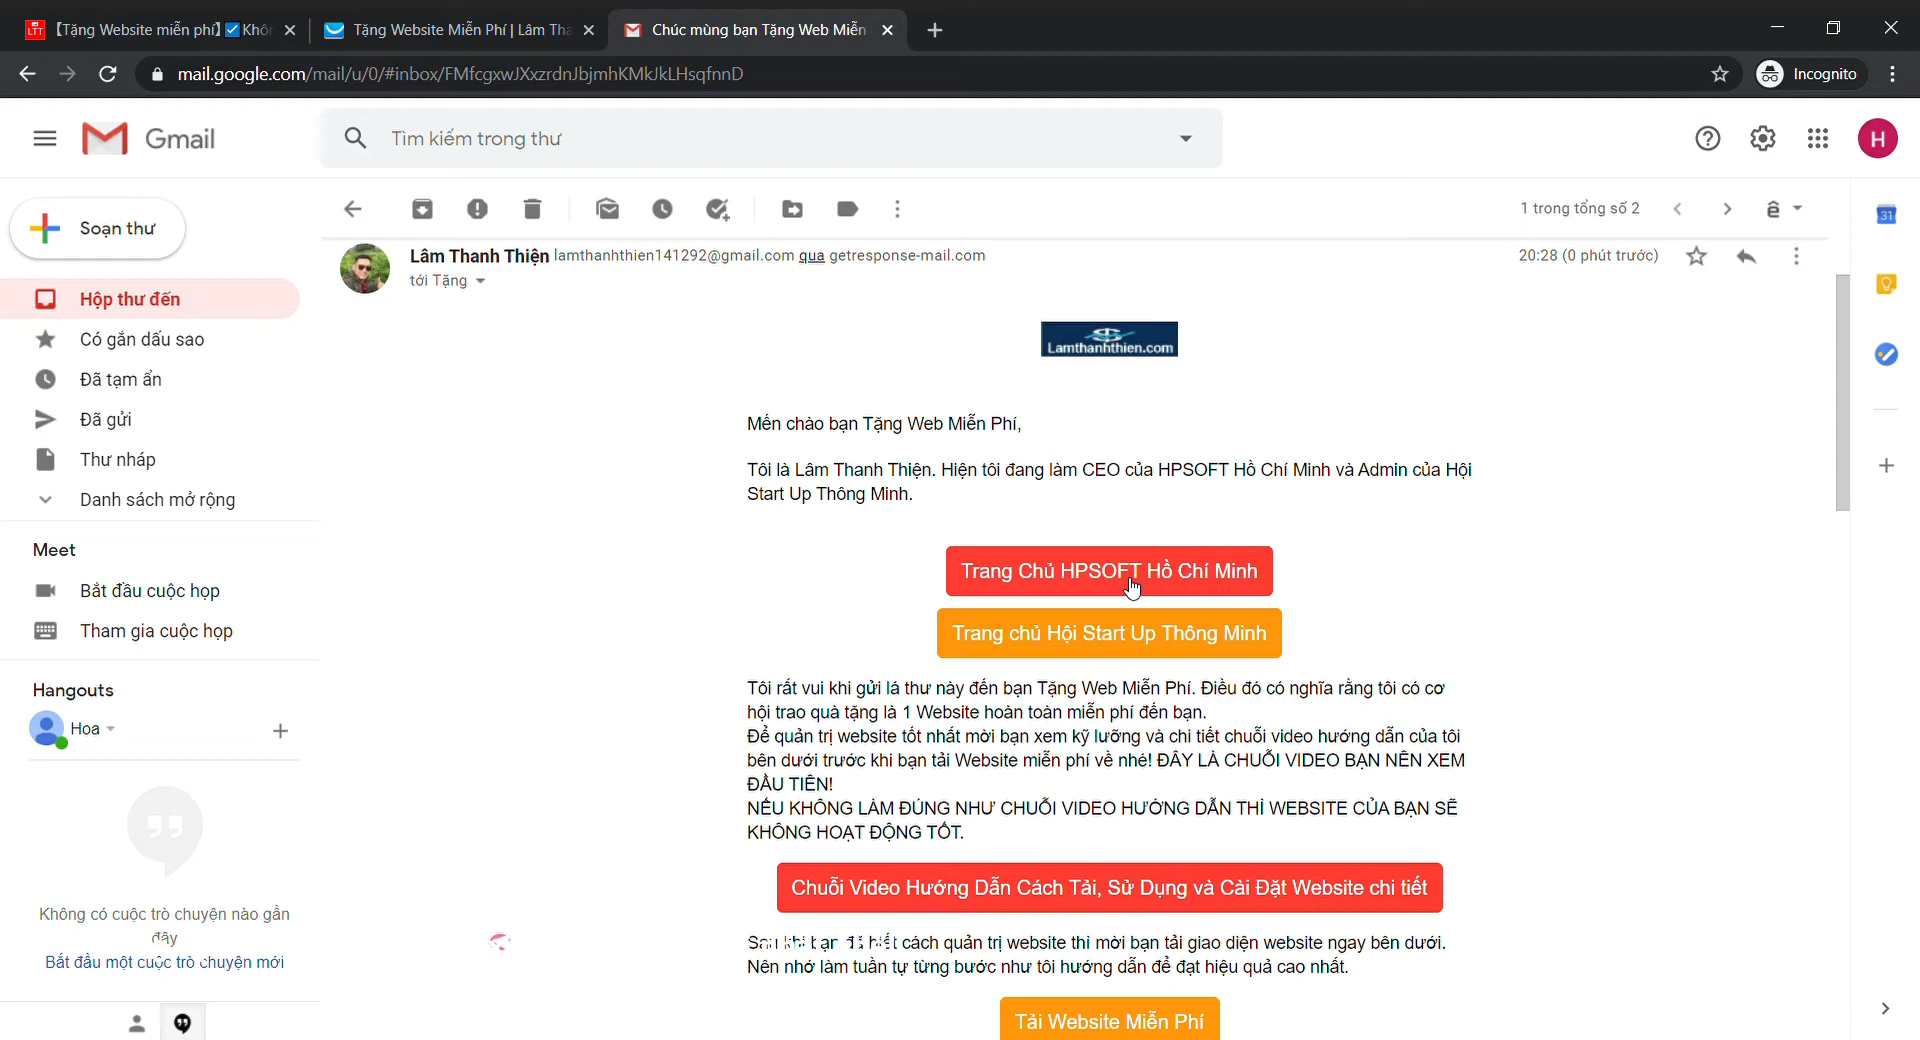 LTT 【Tặng Website miễn phí】 Khôn
Tặng Website Miễn Phí | Lâm Tha
Chúc mừng bạn Tặng Web Miễn
mail.google.com/mail/u/0/#inbox/FMfcgxwJXxzrdnJbjmhKMkJkLHsqfnnD
Incognito
Gmail
Tìm kiếm trong thư
H
Soạn thư
1 trong tổng số 2
31
Lâm Thanh Thiện lamthanhthien141292@gmail.com qua getresponse-mail.com
20:28 (0 phút trước)
tới Tặng
Hộp thư đến
Có gắn dấu sao
Đã tạm ẩn
Đã gửi
Thư nháp
Danh sách mở rộng
Meet
Bắt đầu cuộc họp
Tham gia cuộc họp
Hangouts
Hoa
Không có cuộc trò chuyện nào gần
đây
Bắt đầu một cuộc trò chuyện mới
Lamthanhthien.com
Mến chào bạn Tặng Web Miễn Phí,
Tôi là Lâm Thanh Thiện. Hiện tôi đang làm CEO của HPSOFT Hồ Chí Minh và Admin của Hội
Start Up Thông Minh.
Trang Chủ HPSOFT Hồ Chí Minh
Trang chủ Hội Start Up Thông Minh
Tôi rất vui khi gửi lá thư này đến bạn Tặng Web Miễn Phí. Điều đó có nghĩa rằng tôi có cơ
hội trao quà tặng là 1 Website hoàn toàn miễn phí đến bạn.
Để quản trị website tốt nhất mời bạn xem kỹ lưỡng và chi tiết chuỗi video hướng dẫn của tôi
bên dưới trước khi bạn tải Website miễn phí về nhé! ĐÂY LÀ CHUỖI VIDEO BẠN NÊN XEM
ĐẦU TIÊN!
NẾU KHÔNG LÀM ĐÚNG NHƯ CHUỖI VIDEO HƯỚNG DẪN THÌ WEBSITE CỦA BẠN SẼ
KHÔNG HOẠT ĐỘNG TỐT.
Chuỗi Video Hướng Dẫn Cách Tải, Sử Dụng và Cài Đặt Website chi tiết
Sau khi bạn đã biết cách quản trị website thì mời bạn tải giao diện website ngay bên dưới.
Nên nhớ làm tuần tự từng bước như tôi hướng dẫn để đạt hiệu quả cao nhất.
Tải Website Miễn Phí